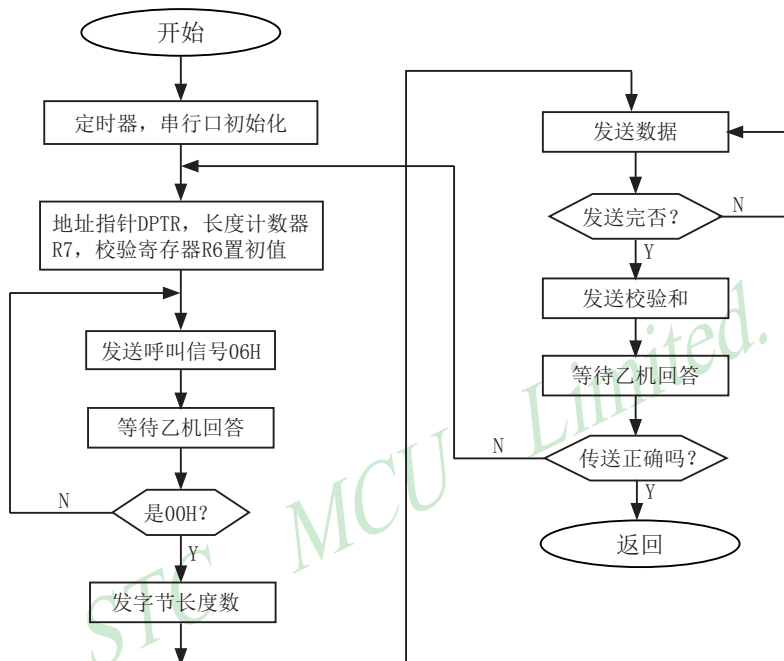 开始
定时器，串行口初始化
地址指针DPTR，长度计数器
R7，校验寄存器R6置初值
发送呼叫信号06H
等待乙机回答
是00H？
N
Y
发字节长度数
发送数据
发送完否？
N
Y
发送校验和
等待乙机回答
传送正确吗？
N
Y
返回
STC MCU Limited.